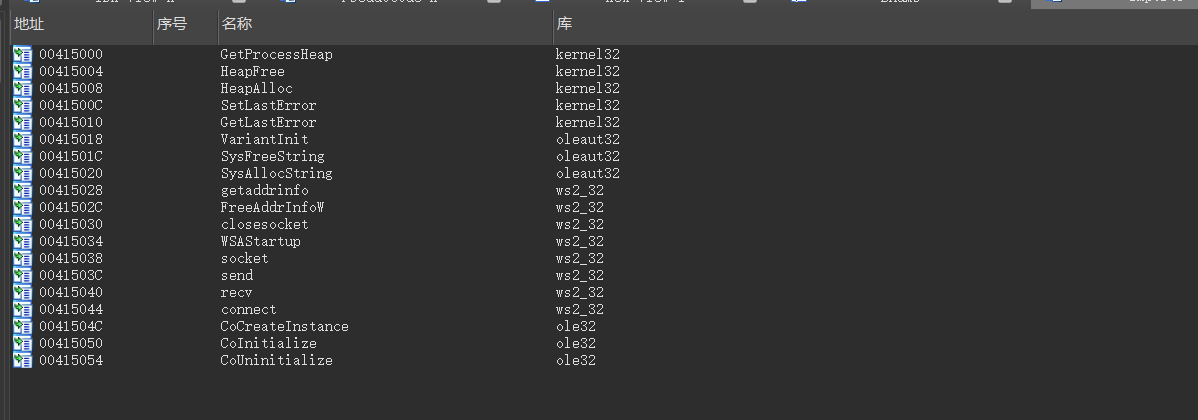 地址 序号 名称 库
00415000 GetProcessHeap kernel32
00415004 HeapFree kernel32
00415008 HeapAlloc kernel32
0041500C SetLastError kernel32
00415010 GetLastError kernel32
00415018 VariantInit oleaut32
0041501C SysFreeString oleaut32
00415020 SysAllocString oleaut32
00415028 getaddrinfo ws2_32
0041502C FreeAddrInfoW ws2_32
00415030 closesocket ws2_32
00415034 WSAStartup ws2_32
00415038 socket ws2_32
0041503C send ws2_32
00415040 recv ws2_32
00415044 connect ws2_32
0041504C CoCreateInstance ole32
00415050 CoInitialize ole32
00415054 CoUninitialize ole32